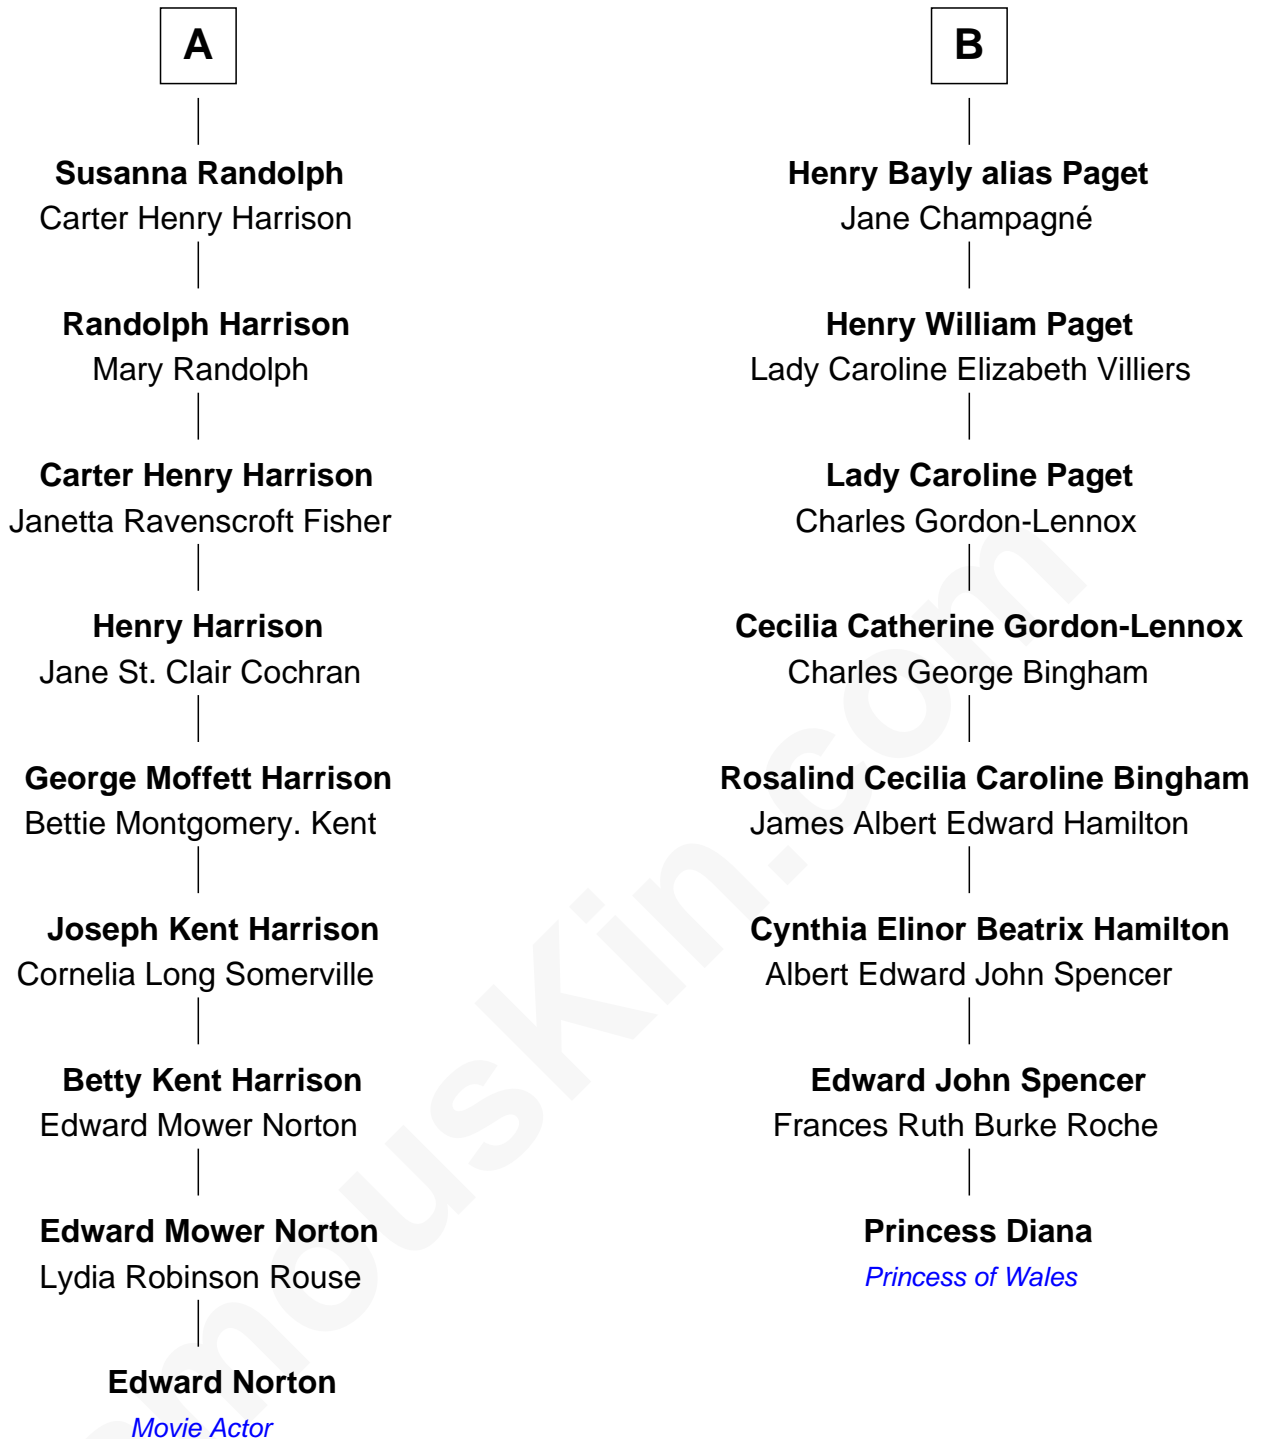 A
Susanna Randolph
Carter Henry Harrison
Randolph Harrison
Mary Randolph
Carter Henry Harrison
Janetta Ravenscroft Fisher
Henry Harrison
Jane St. Clair Cochran
George Moffett Harrison
Bettie Montgomery. Kent
Joseph Kent Harrison
Cornelia Long Somerville
Betty Kent Harrison
Edward Mower Norton
Edward Mower Norton
Lydia Robinson Rouse
Edward Norton
Movie Actor
B
Henry Bayly alias Paget
Jane Champagné
Henry William Paget
Lady Caroline Elizabeth Villiers
Lady Caroline Paget
Charles Gordon-Lennox
Cecilia Catherine Gordon-Lennox
Charles George Bingham
Rosalind Cecilia Caroline Bingham
James Albert Edward Hamilton
Cynthia Elinor Beatrix Hamilton
Albert Edward John Spencer
Edward John Spencer
Frances Ruth Burke Roche
Princess Diana
Princess of Wales
mousKin.com